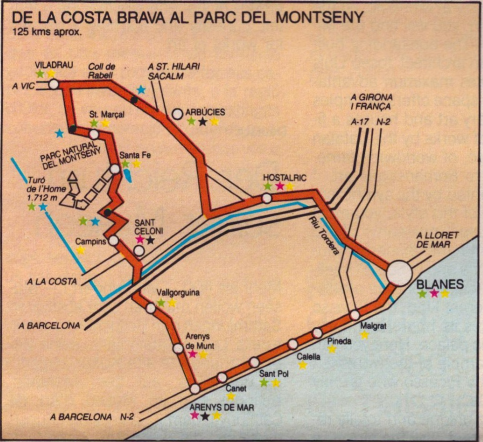 DE LA COSTA BRAVA AL PARC DEL MONTSENY
125 kms aprox.
VILADRAU
Coll de
Rabell
A ST. HILARI
SACALM
A VIC
ARBÚCIES
A GIRONA
I FRANÇA
A-17 N-2
St. Marçal
PARC NATURAL
DEL MONTSENY
Santa Fe
Turó
de l'Home
1.712 m
HOSTALRIC
SANT
CELONI
Campins
Riu Tordera
A LLORET
DE MAR
A LA COSTA
BLANES
Vallgorguina
A BARCELONA
Arenys
de Munt
Malgrat
Pineda
Calella
Sant Pol
Canet
ARENYS DE MAR
A BARCELONA N-2